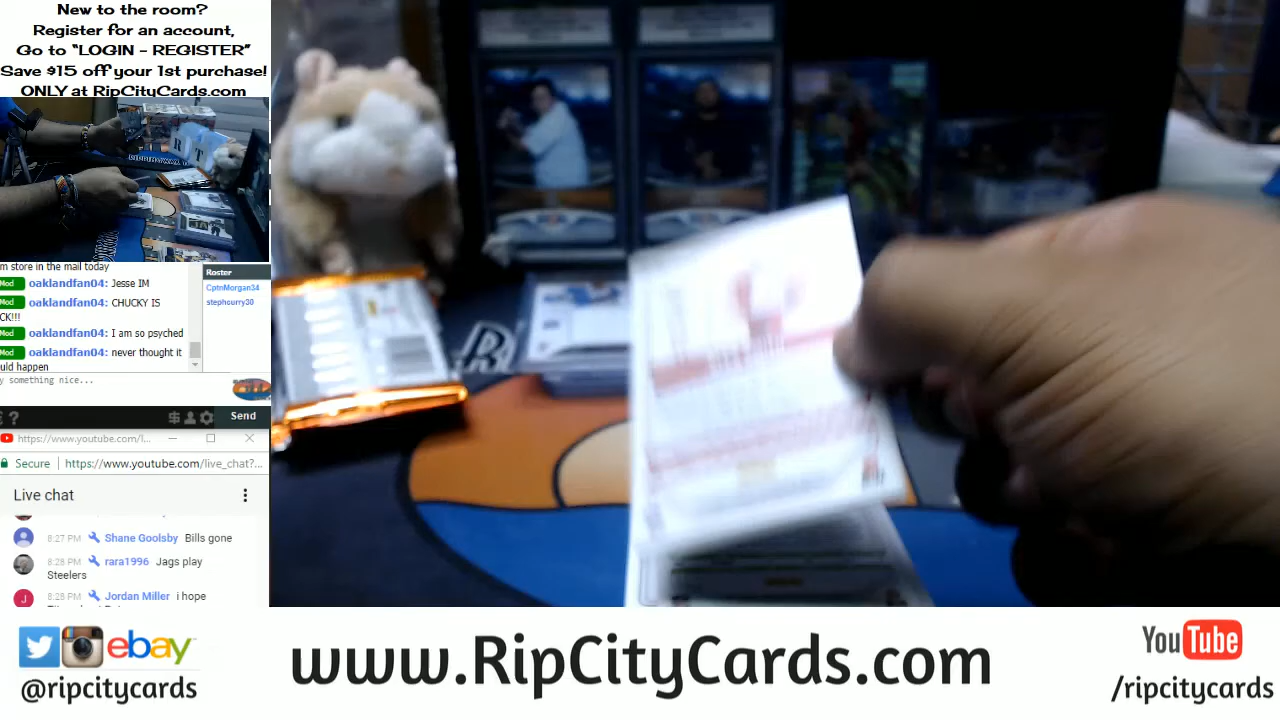 New to the room?
Register for an account,
Go to “LOGIN - REGISTER”
Save $15 off your 1st purchase!
ONLY at RipCityCards.com
m store in the mail today
Mod oaklandfan04: Jesse IM
Mod oaklandfan04: CHUCKY IS
CK!!!
Mod oaklandfan04: I am so psyched
Mod oaklandfan04: never thought it
uld happen
y something nice...
Roster
CptnMorgan34
stephcurry30
Send
https://www.youtube.com/l...
Secure https://www.youtube.com/live_chat?...
Live chat
8:27 PM Shane Goolsby Bills gone
8:28 PM rara1996 Jags play
Steelers
8:28 PM Jordan Miller i hope
ebay
@ripcitycards
www.RipCityCards.com
YouTube
/ripcitycards